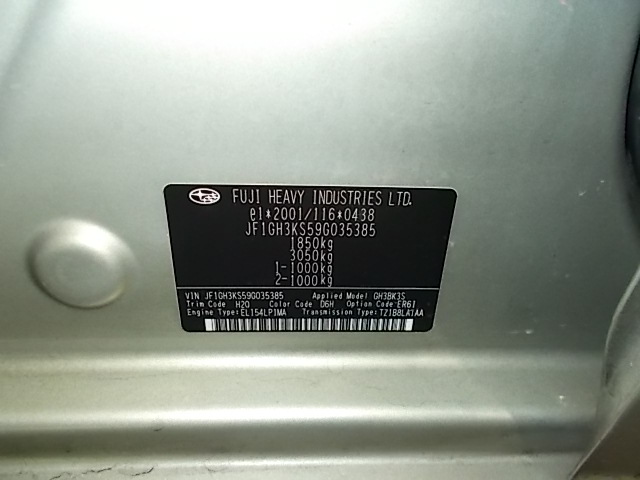 FUJI HEAVY INDUSTRIES LTD.
e1*2001/116*0438
JF1GH3KS59G035385
1850kg
3050kg
1-1000kg
2-1000kg
VIN JF1GH3KS59G035385 Applied Model GH3BK3S
Trim Code H20 Color Code D6H Option Code ER61
Engine Type:EL154LP1MA Transmission Type:TZ1B8LA1AA